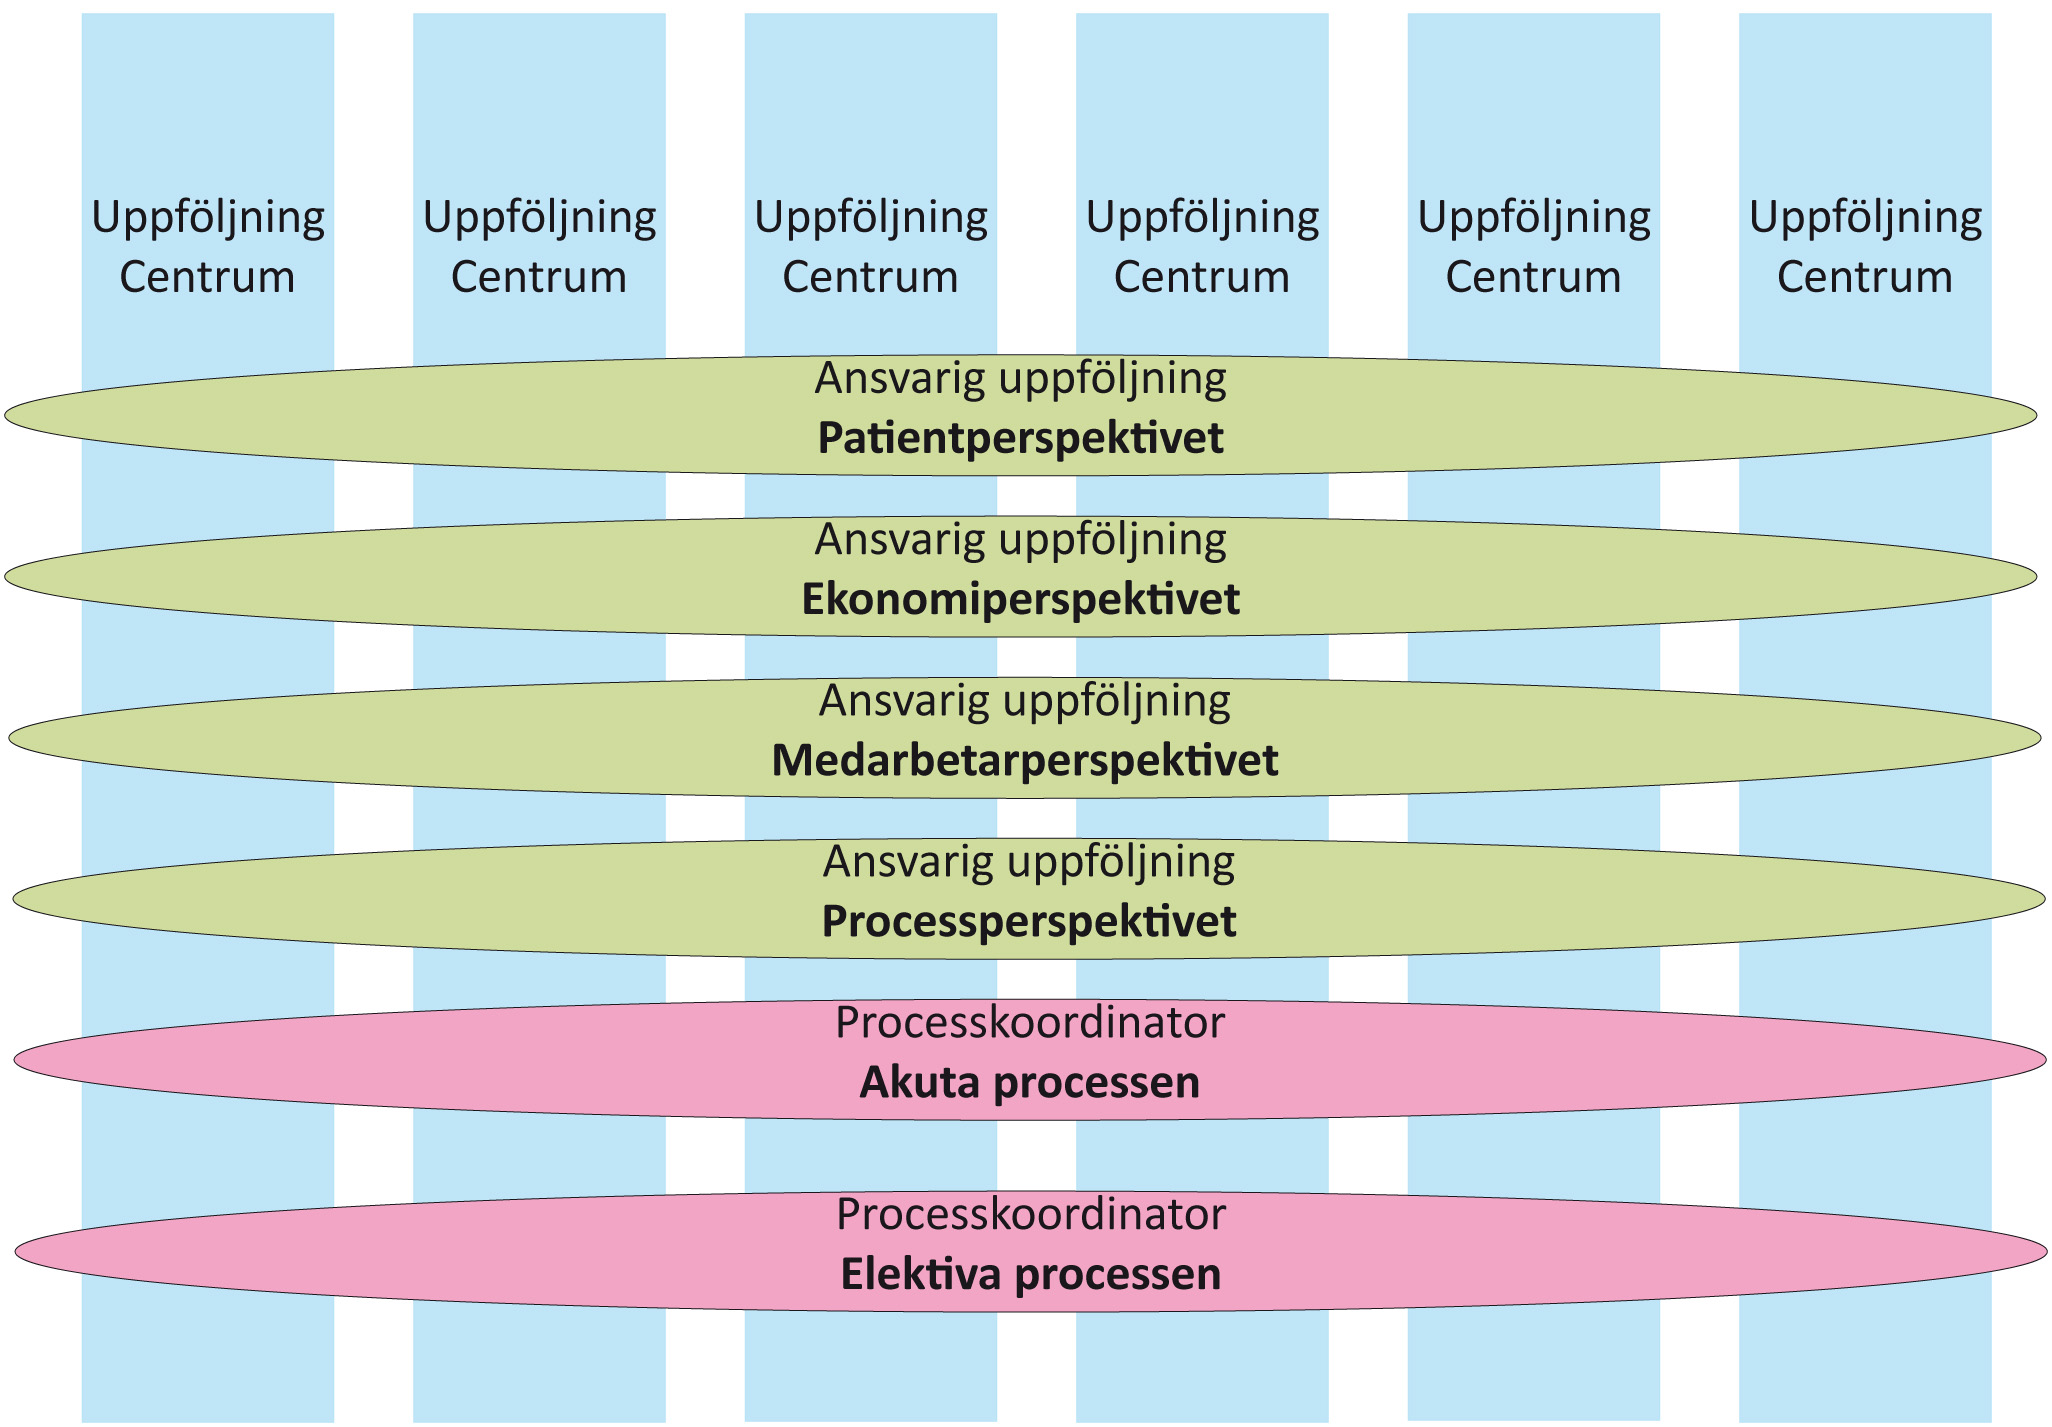 Uppföljning Uppföljning Uppföljning Uppföljning Uppföljning Uppföljning
Centrum Centrum Centrum Centrum Centrum Centrum
Ansvarig uppföljning
Patientperspektivet
Ansvarig uppföljning
Ekonomiperspektivet
Ansvarig uppföljning
Medarbetarperspektivet
Ansvarig uppföljning
Processperspektivet
Processkoordinator
Akuta processen
Processkoordinator
Elektiva processen